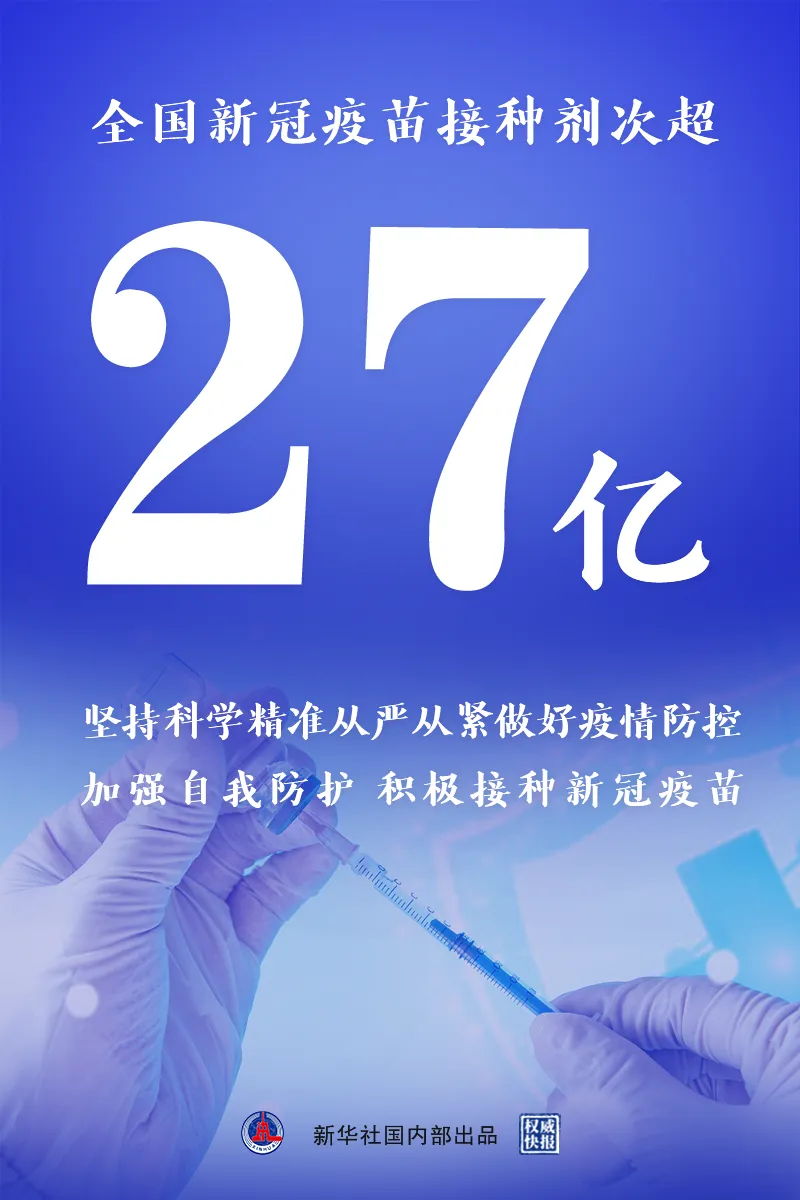 全国新冠疫苗接种剂次超
27亿
坚持科学精准从严从紧做好疫情防控
加强自我防护 积极接种新冠疫苗
XINHUA
新华社国内部出品
权威
快报